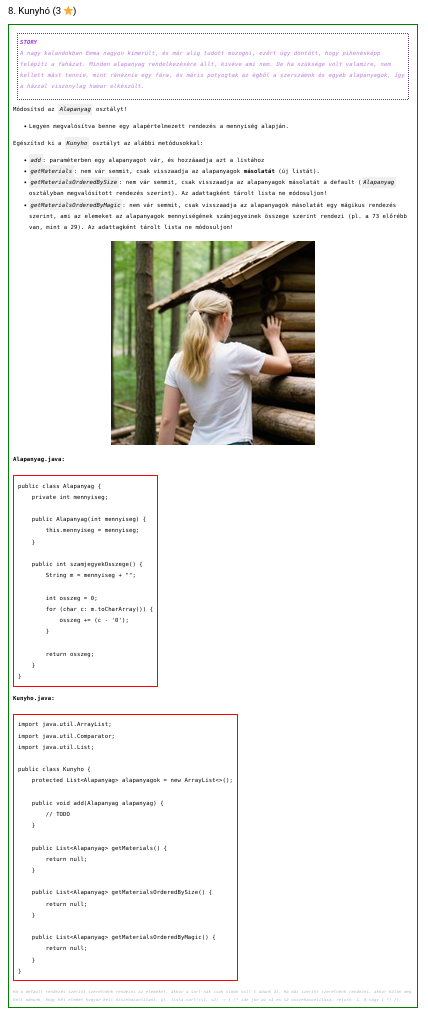 8. Kunyhó (3 ⭐)
STORY
A nagy kalandokban Emma nagyon kimerült, és már alig tudott mozogni, ezért úgy döntött, hogy pihenésképp
felépíti a faházat. Minden alapanyag rendelkezésére állt, kivéve ami nem. De ha szüksége volt valamire, nem
kellett mást tennie, mint ránéznie egy fára, és máris potyogtak az égből a szerszámok és egyéb alapanyagok, így
a házzal viszonylag hamar elkészült.
Módosítsd az Alapanyag osztályt!
• Legyen megvalósítva benne egy alapértelmezett rendezés a mennyiség alapján.
Egészítsd ki a Kunyho osztályt az alábbi metódusokkal:
• add: paraméterben egy alapanyagot vár, és hozzáadja azt a listához
• getMaterials: nem vár semmit, csak visszaadja az alapanyagok másolatát (új listát).
• getMaterialsOrderedBySize: nem vár semmit, csak visszaadja az alapanyagok másolatát a default (Alapanyag
osztályban megvalósított rendezés) szerint. Az adattagként tárolt lista ne módosuljon!
• getMaterialsOrderedByMagic: nem vár semmit, csak visszaadja az alapanyagok másolatát egy mágikus rendezés
szerint, ami az elemeket az alapanyagok mennyiségének számjegyeinek összege szerint rendezi (pl. a 73 előrébb
van, mint a 29). Az adattagként tárolt lista ne módosuljon!
Alapanyag.java:
public class Alapanyag {
private int mennyiseg;
public Alapanyag(int mennyiseg) {
this.mennyiseg = mennyiseg;
}
public int szamjegyekOsszege() {
String m = mennyiseg + "";
int osszeg = 0;
for (char c: m.toCharArray()) {
osszeg += (c - '0');
}
return osszeg;
}
}
Kunyho.java:
import java.util.ArrayList;
import java.util.Comparator;
import java.util.List;
public class Kunyho {
protected List<Alapanyag> alapanyagok = new ArrayList<>();
public void add(Alapanyag alapanyag) {
// TODO
}
public List<Alapanyag> getMaterials() {
return null;
}
public List<Alapanyag> getMaterialsOrderedBySize() {
return null;
}
public List<Alapanyag> getMaterialsOrderedByMagic() {
return null;
}
}